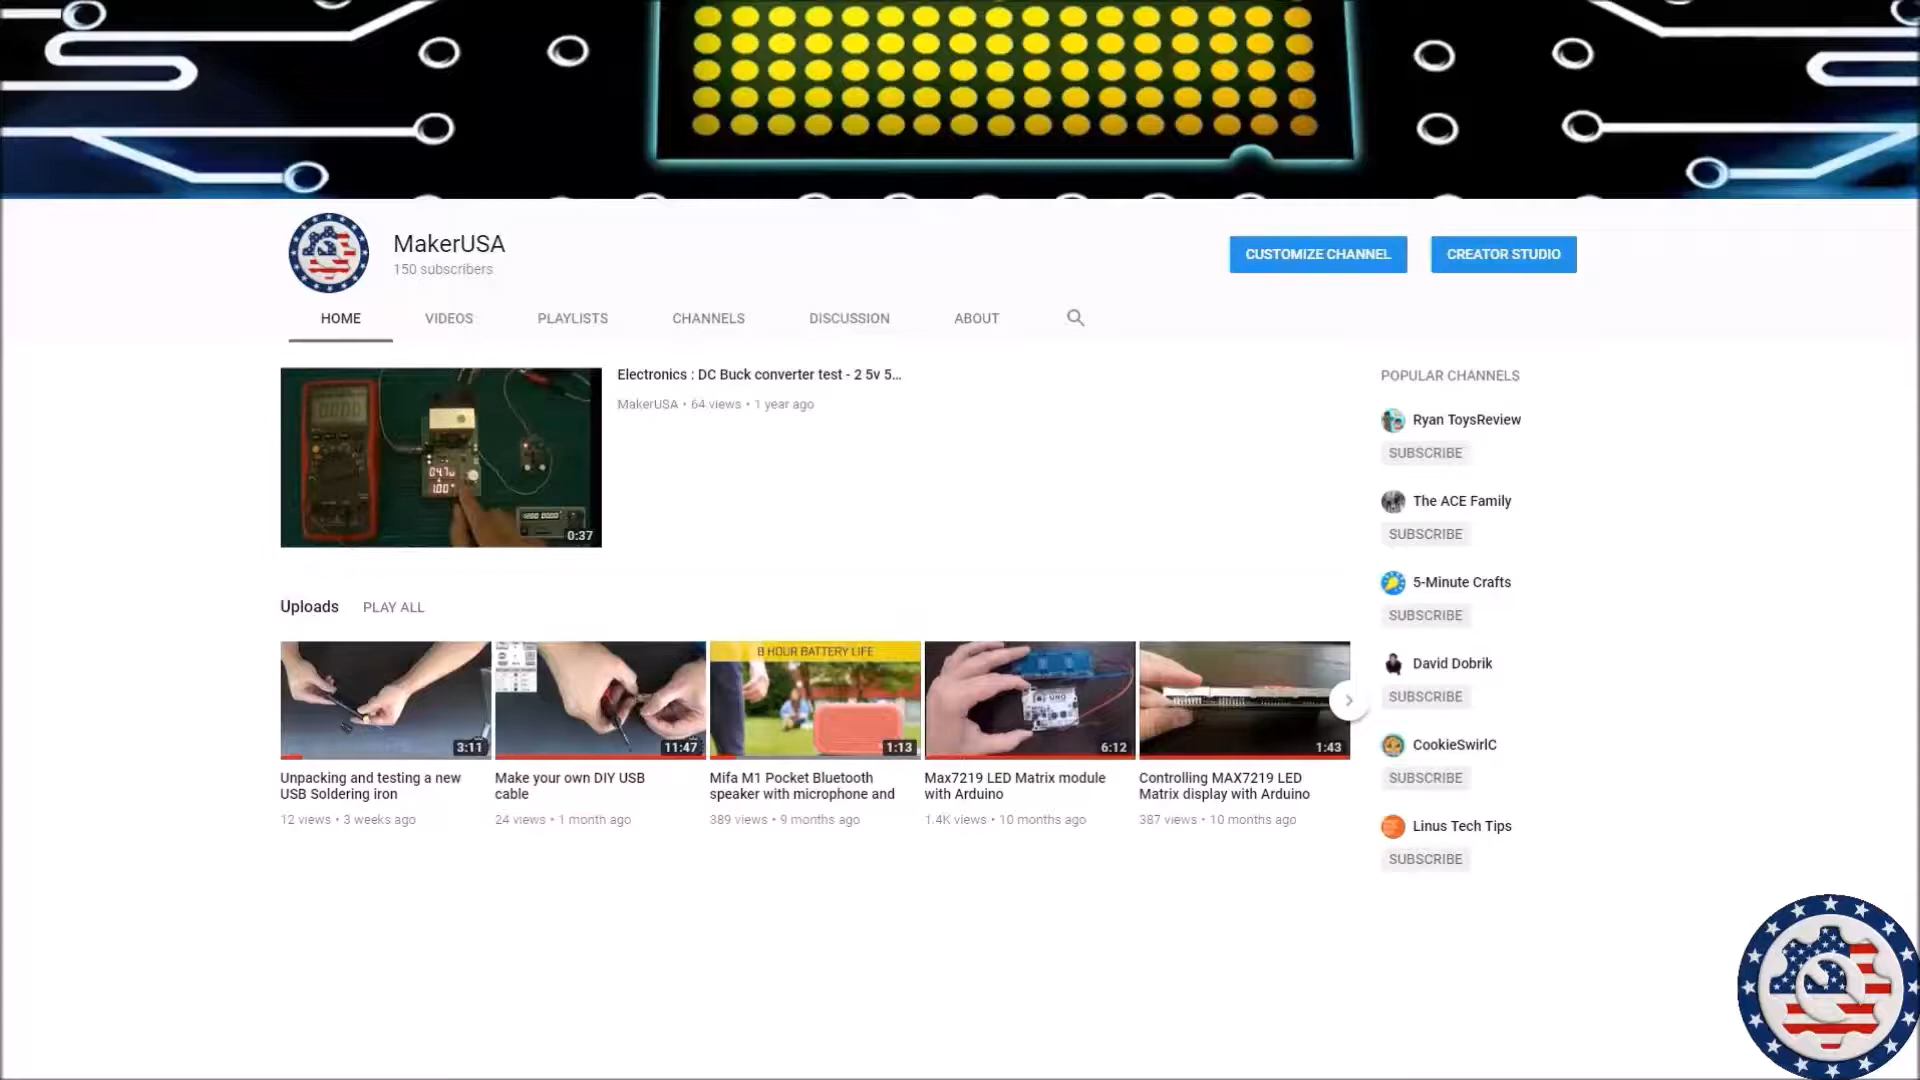 MakerUSA
150 subscribers
CUSTOMIZE CHANNEL
CREATOR STUDIO
HOME
VIDEOS
PLAYLISTS
CHANNELS
DISCUSSION
ABOUT
0:37
Electronics : DC Buck converter test - 2 5v 5...
MakerUSA • 64 views • 1 year ago
POPULAR CHANNELS
Ryan ToysReview
SUBSCRIBE
The ACE Family
SUBSCRIBE
5-Minute Crafts
SUBSCRIBE
David Dobrik
SUBSCRIBE
CookieSwirlC
SUBSCRIBE
Linus Tech Tips
SUBSCRIBE
Uploads
PLAY ALL
3:11
Unpacking and testing a new
USB Soldering iron
12 views • 3 weeks ago
11:47
Make your own DIY USB
cable
24 views • 1 month ago
8 HOUR BATTERY LIFE
1:13
Mifa M1 Pocket Bluetooth
speaker with microphone and
389 views • 9 months ago
UNO
6:12
Max7219 LED Matrix module
with Arduino
1.4K views • 10 months ago
1:43
Controlling MAX7219 LED
Matrix display with Arduino
387 views • 10 months ago